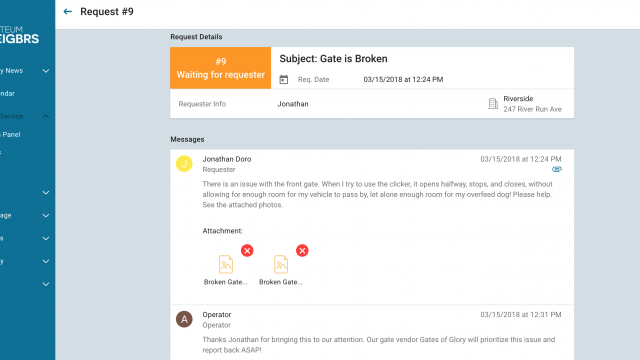 Request #9
TEUM
EIGBRS
y News
ndar
Service
Panel
s
age
s
y
Request Details
#9
Waiting for requester
Subject: Gate is Broken
Req. Date 03/15/2018 at 12:24 PM
Requester Info Jonathan
Riverside
247 River Run Ave
Messages
J
Jonathan Doro 03/15/2018 at 12:24 PM
Requester
There is an issue with the front gate. When I try to use the clicker, it opens halfway, stops, and closes, without
allowing for enough room for my vehicle to pass by, let alone enough room for my overfeed dog! Please help.
See the attached photos.
Attachment:
Broken Gate... Broken Gate...
A
Operator 03/15/2018 at 12:31 PM
Operator
Thanks Jonathan for bringing this to our attention. Our gate vendor Gates of Glory will prioritize this issue and
report back ASAP!